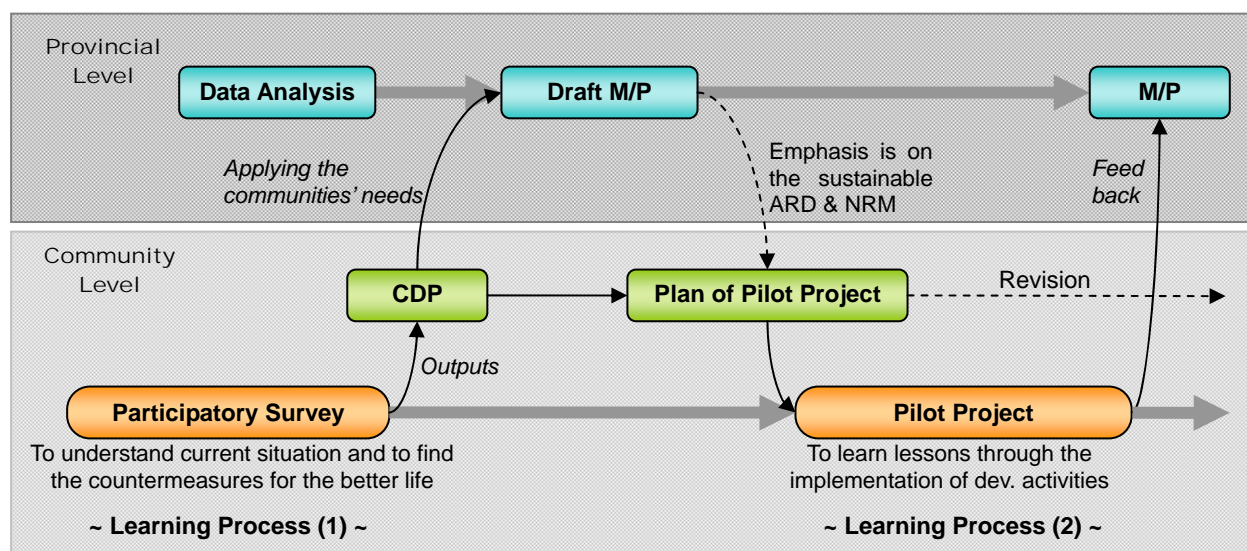 Provincial
Level
Data Analysis
Draft M/P
M/P
Applying the
communities' needs
Emphasis is on
the sustainable
ARD & NRM
Feed
back
Community
Level
CDP
Plan of Pilot Project
Revision
Outputs
Participatory Survey
Pilot Project
To understand current situation and to find
the countermeasures for the better life
To learn lessons through the
implementation of dev. activities
~ Learning Process (1) ~
~ Learning Process (2) ~